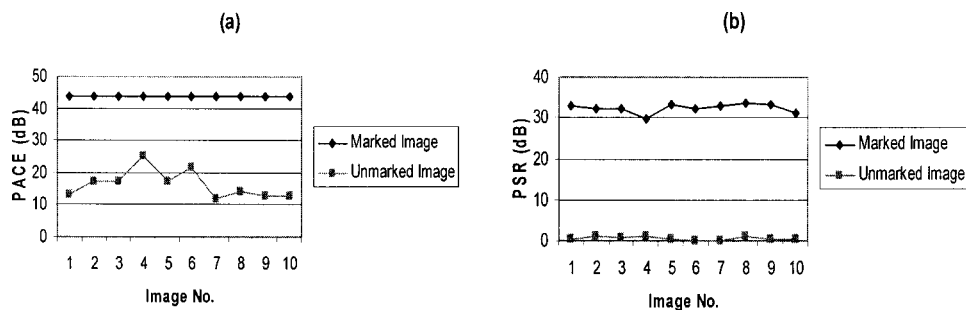 (a)
PACE (dB)
50
40
30
20
10
0
1 2 3 4 5 6 7 8 9 10
Image No.
Marked Image
Unmarked Image
(b)
PSR (dB)
40
30
20
10
0
1 2 3 4 5 6 7 8 9 10
Image No.
Marked Image
Unmarked Image